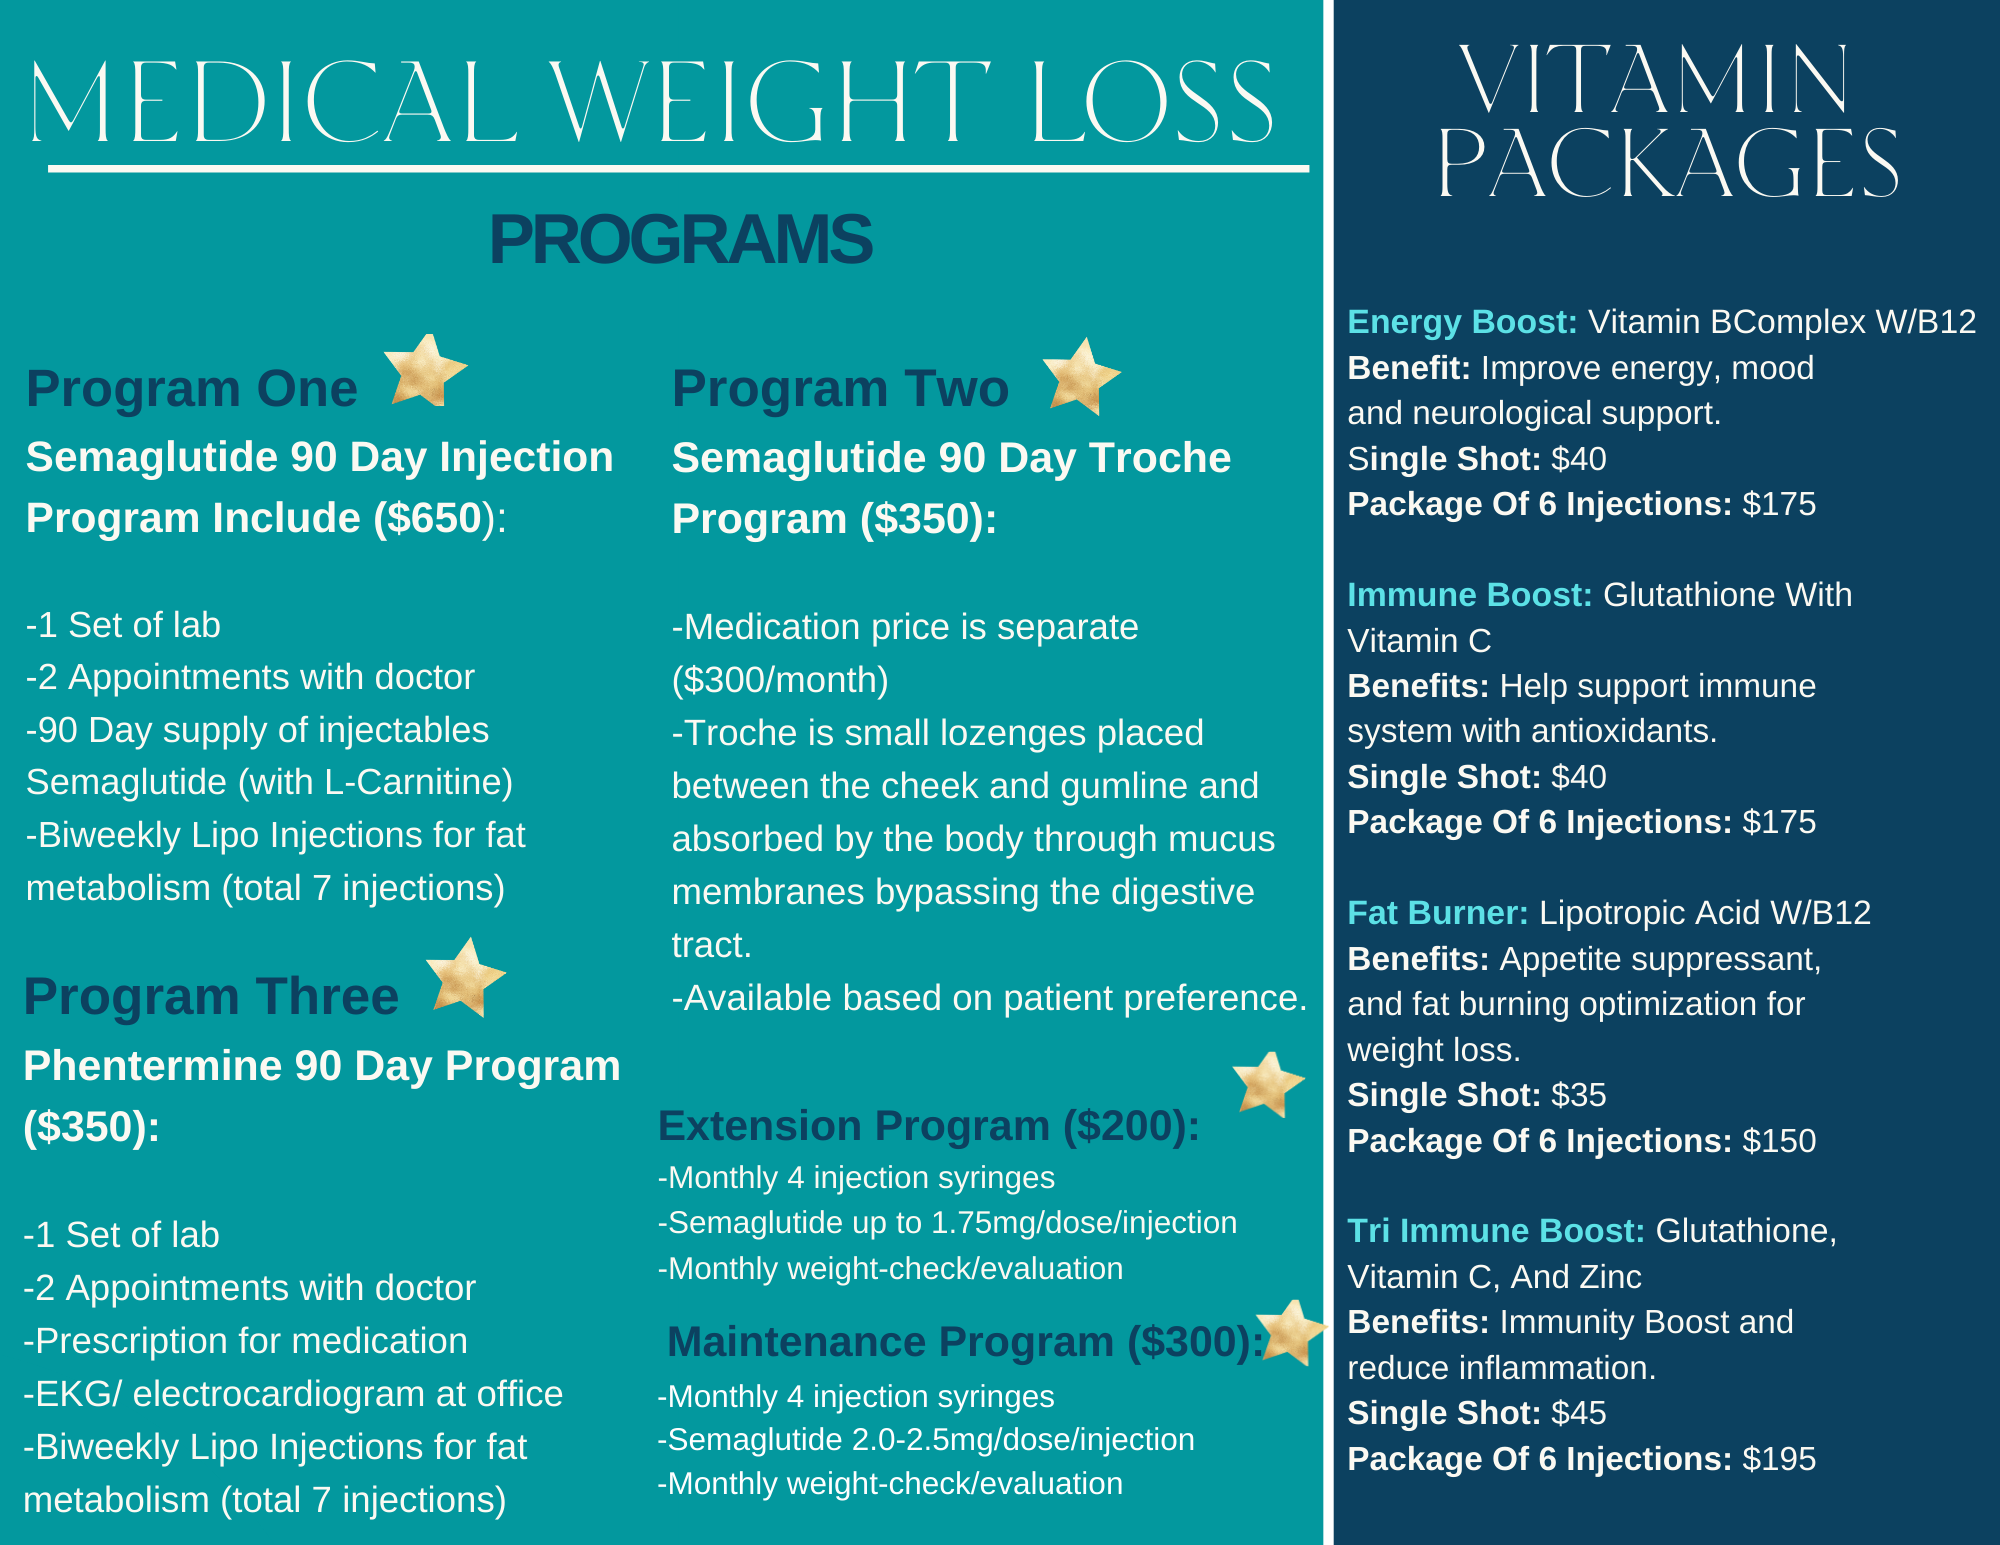 MEDICAL WEIGHT LOSS
PROGRAMS
Program One
Semaglutide 90 Day Injection
Program Include ($650):
-1 Set of lab
-2 Appointments with doctor
-90 Day supply of injectables
Semaglutide (with L-Carnitine)
-Biweekly Lipo Injections for fat
metabolism (total 7 injections)
Program Three
Phentermine 90 Day Program
($350):
-1 Set of lab
-2 Appointments with doctor
-Prescription for medication
-EKG/ electrocardiogram at office
-Biweekly Lipo Injections for fat
metabolism (total 7 injections)
Program Two
Semaglutide 90 Day Troche
Program ($350):
-Medication price is separate
($300/month)
-Troche is small lozenges placed
between the cheek and gumline and
absorbed by the body through mucus
membranes bypassing the digestive
tract.
-Available based on patient preference.
Extension Program ($200):
-Monthly 4 injection syringes
-Semaglutide up to 1.75mg/dose/injection
-Monthly weight-check/evaluation
Maintenance Program ($300):
-Monthly 4 injection syringes
-Semaglutide 2.0-2.5mg/dose/injection
-Monthly weight-check/evaluation
VITAMIN
PACKAGES
Energy Boost: Vitamin BComplex W/B12
Benefit: Improve energy, mood
and neurological support.
Single Shot: $40
Package Of 6 Injections: $175
Immune Boost: Glutathione With
Vitamin C
Benefits: Help support immune
system with antioxidants.
Single Shot: $40
Package Of 6 Injections: $175
Fat Burner: Lipotropic Acid W/B12
Benefits: Appetite suppressant,
and fat burning optimization for
weight loss.
Single Shot: $35
Package Of 6 Injections: $150
Tri Immune Boost: Glutathione,
Vitamin C, And Zinc
Benefits: Immunity Boost and
reduce inflammation.
Single Shot: $45
Package Of 6 Injections: $195